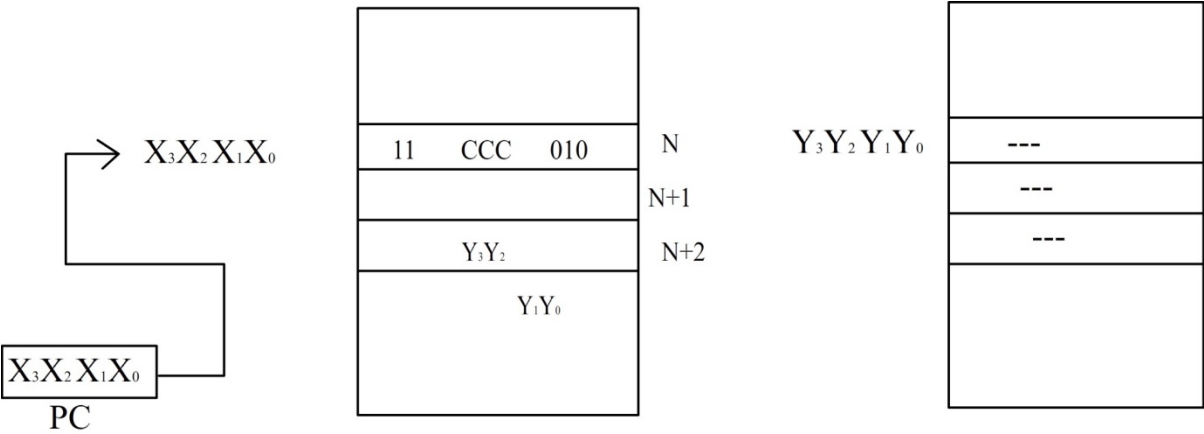 11 CCC 010 N
X₃X₂X₁X₀
Y₃Y₂Y₁Y₀ ---
N+1
---
Y₃Y₂ N+2
---
Y₁Y₀
X₃X₂X₁X₀
PC